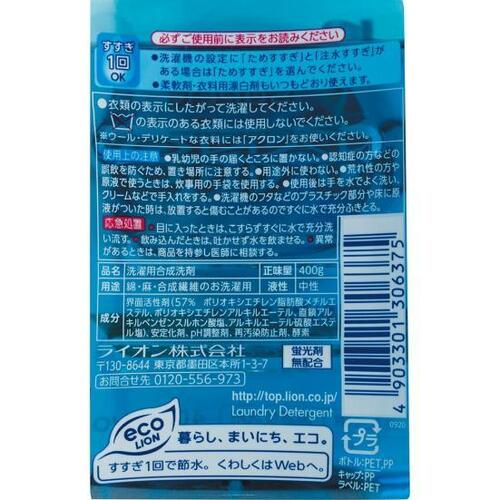 すすぎ
1回
OK
必ずご使用前に表示をお読みください
●洗濯機の設定に「ためすすぎ」と「注水すすぎ」が
ある場合は「ためすすぎ」を選んでください。
●柔軟剤・衣料用漂白剤もいつもどおり使えます。
●衣類の表示にしたがって洗濯してください。
の表示のある衣類には使用しないでください。
※ウール・デリケートな衣料には「アクロン」をお使いください。
使用上の注意 ●乳幼児の手の届くところに置かない。●認知症の方などの
誤飲を防ぐため、置き場所に注意する。●用途外に使わない。●荒れ性の方や
原液で使うときは、炊事用の手袋を使用する。●使用後は手を水でよく洗い、
クリームなどで手入れをする。●洗濯機のフタなどのプラスチック部分や床に原
液がついた時は、放置すると傷むことがあるのですぐに水で充分ふきとる。
応急処置 ●目に入ったときは、こすらずすぐに水で充分洗
い流す。●飲み込んだときは、吐かせず水を飲ませる。●異常
があるときは、商品を持参し医師に相談する。
品名 洗濯用合成洗剤 正味量 400g
用途 綿・麻・合成繊維のお洗濯用 液性 中性
成分 界面活性剤(57% ポリオキシエチレン脂肪酸メチルエ
ステル、ポリオキシエチレンアルキルエーテル、直鎖アル
キルベンゼンスルホン酸塩、アルキルエーテル硫酸エステ
ル塩)、安定化剤、pH調整剤、再汚染防止剤、酵素
ライオン株式会社
〒130-8644 東京都墨田区本所1-3-7
お問合せ先 0120-556-973
蛍光剤
無配合
http://top.lion.co.jp/
Laundry Detergent
4903301306375
0920
eco
LION
暮らし、まいにち、エコ。
すすぎ1回で節水。くわしくはWebへ。
プラ
ボトル:PET,PP
キャップ:PP
ラベル:PET